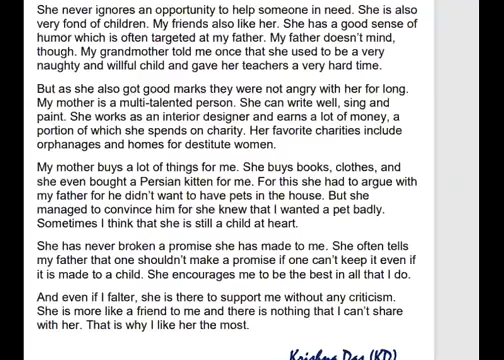 She never ignores an opportunity to help someone in need. She is also
very fond of children. My friends also like her. She has a good sense of
humor which is often targeted at my father. My father doesn't mind,
though. My grandmother told me once that she used to be a very
naughty and willful child and gave her teachers a very hard time.
But as she also got good marks they were not angry with her for long.
My mother is a multi-talented person. She can write well, sing and
paint. She works as an interior designer and earns a lot of money, a
portion of which she spends on charity. Her favorite charities include
orphanages and homes for destitute women.
My mother buys a lot of things for me. She buys books, clothes, and
she even bought a Persian kitten for me. For this she had to argue with
my father for he didn't want to have pets in the house. But she
managed to convince him for she knew that I wanted a pet badly.
Sometimes I think that she is still a child at heart.
She has never broken a promise she has made to me. She often tells
my father that one shouldn't make a promise if one can't keep it even if
it is made to a child. She encourages me to be the best in all that I do.
And even if I falter, she is there to support me without any criticism.
She is more like a friend to me and there is nothing that I can't share
with her. That is why I like her the most.
Krishna Das (KD)